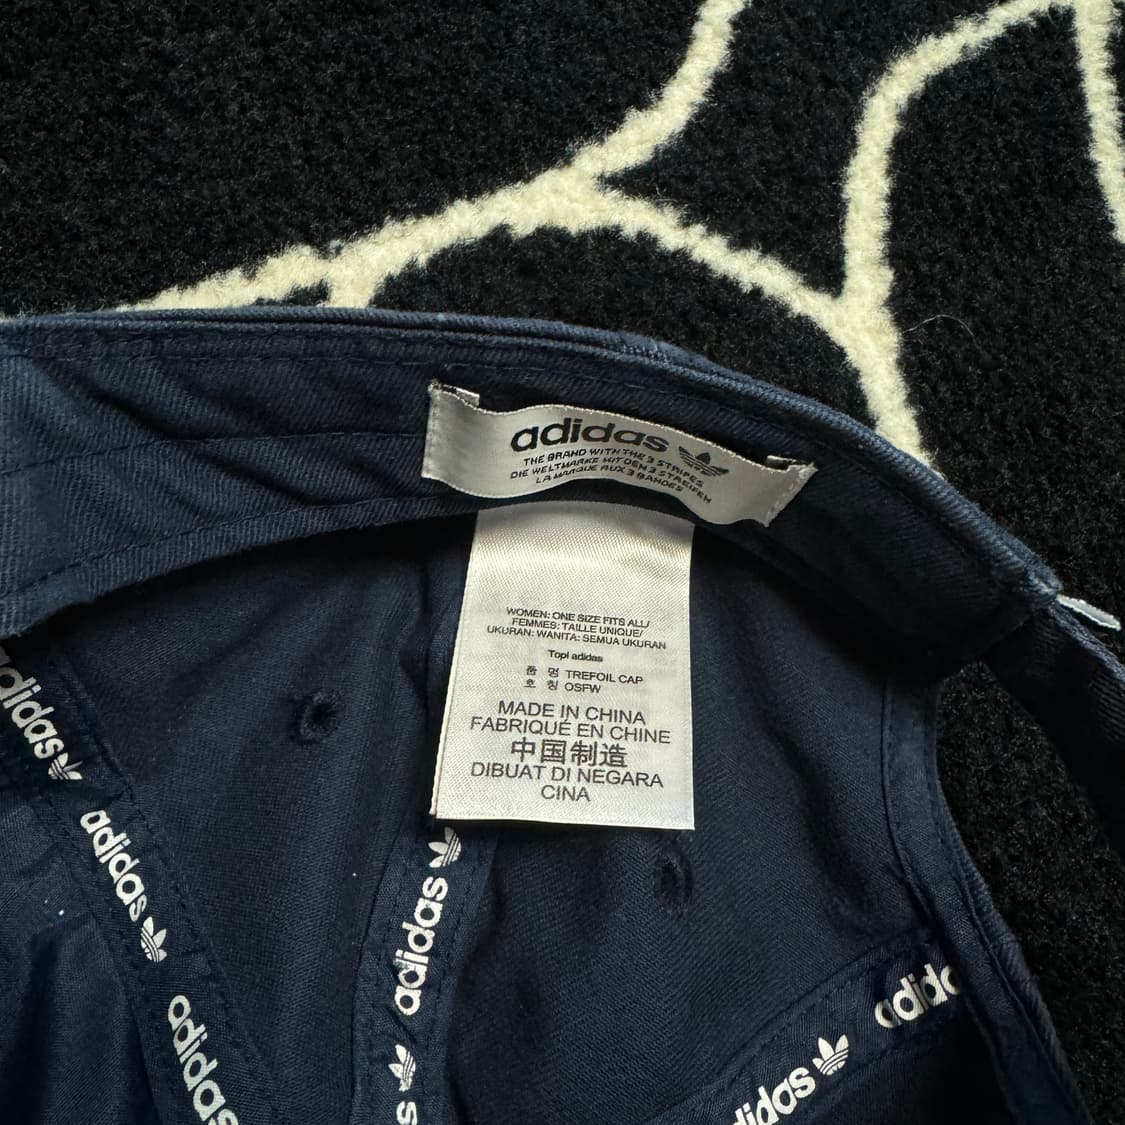 adidas
THE BRAND WITH THE 3 STRIPES
DIE WELTMARKE MIT DEN 3 STREIFEN
LA MARQUE AUX 3 BANDES
WOMEN: ONE SIZE FITS ALL/
FEMMES: TAILLE UNIQUE/
UKURAN: WANITA: SEMUA UKURAN
Topi adidas
품 명 TREFOIL CAP
호 칭 OSFW
MADE IN CHINA
FABRIQUÉ EN CHINE
中国制造
DIBUAT DI NEGARA
CINA
adidas
adidas
adidas
adidas
adidas
adidas